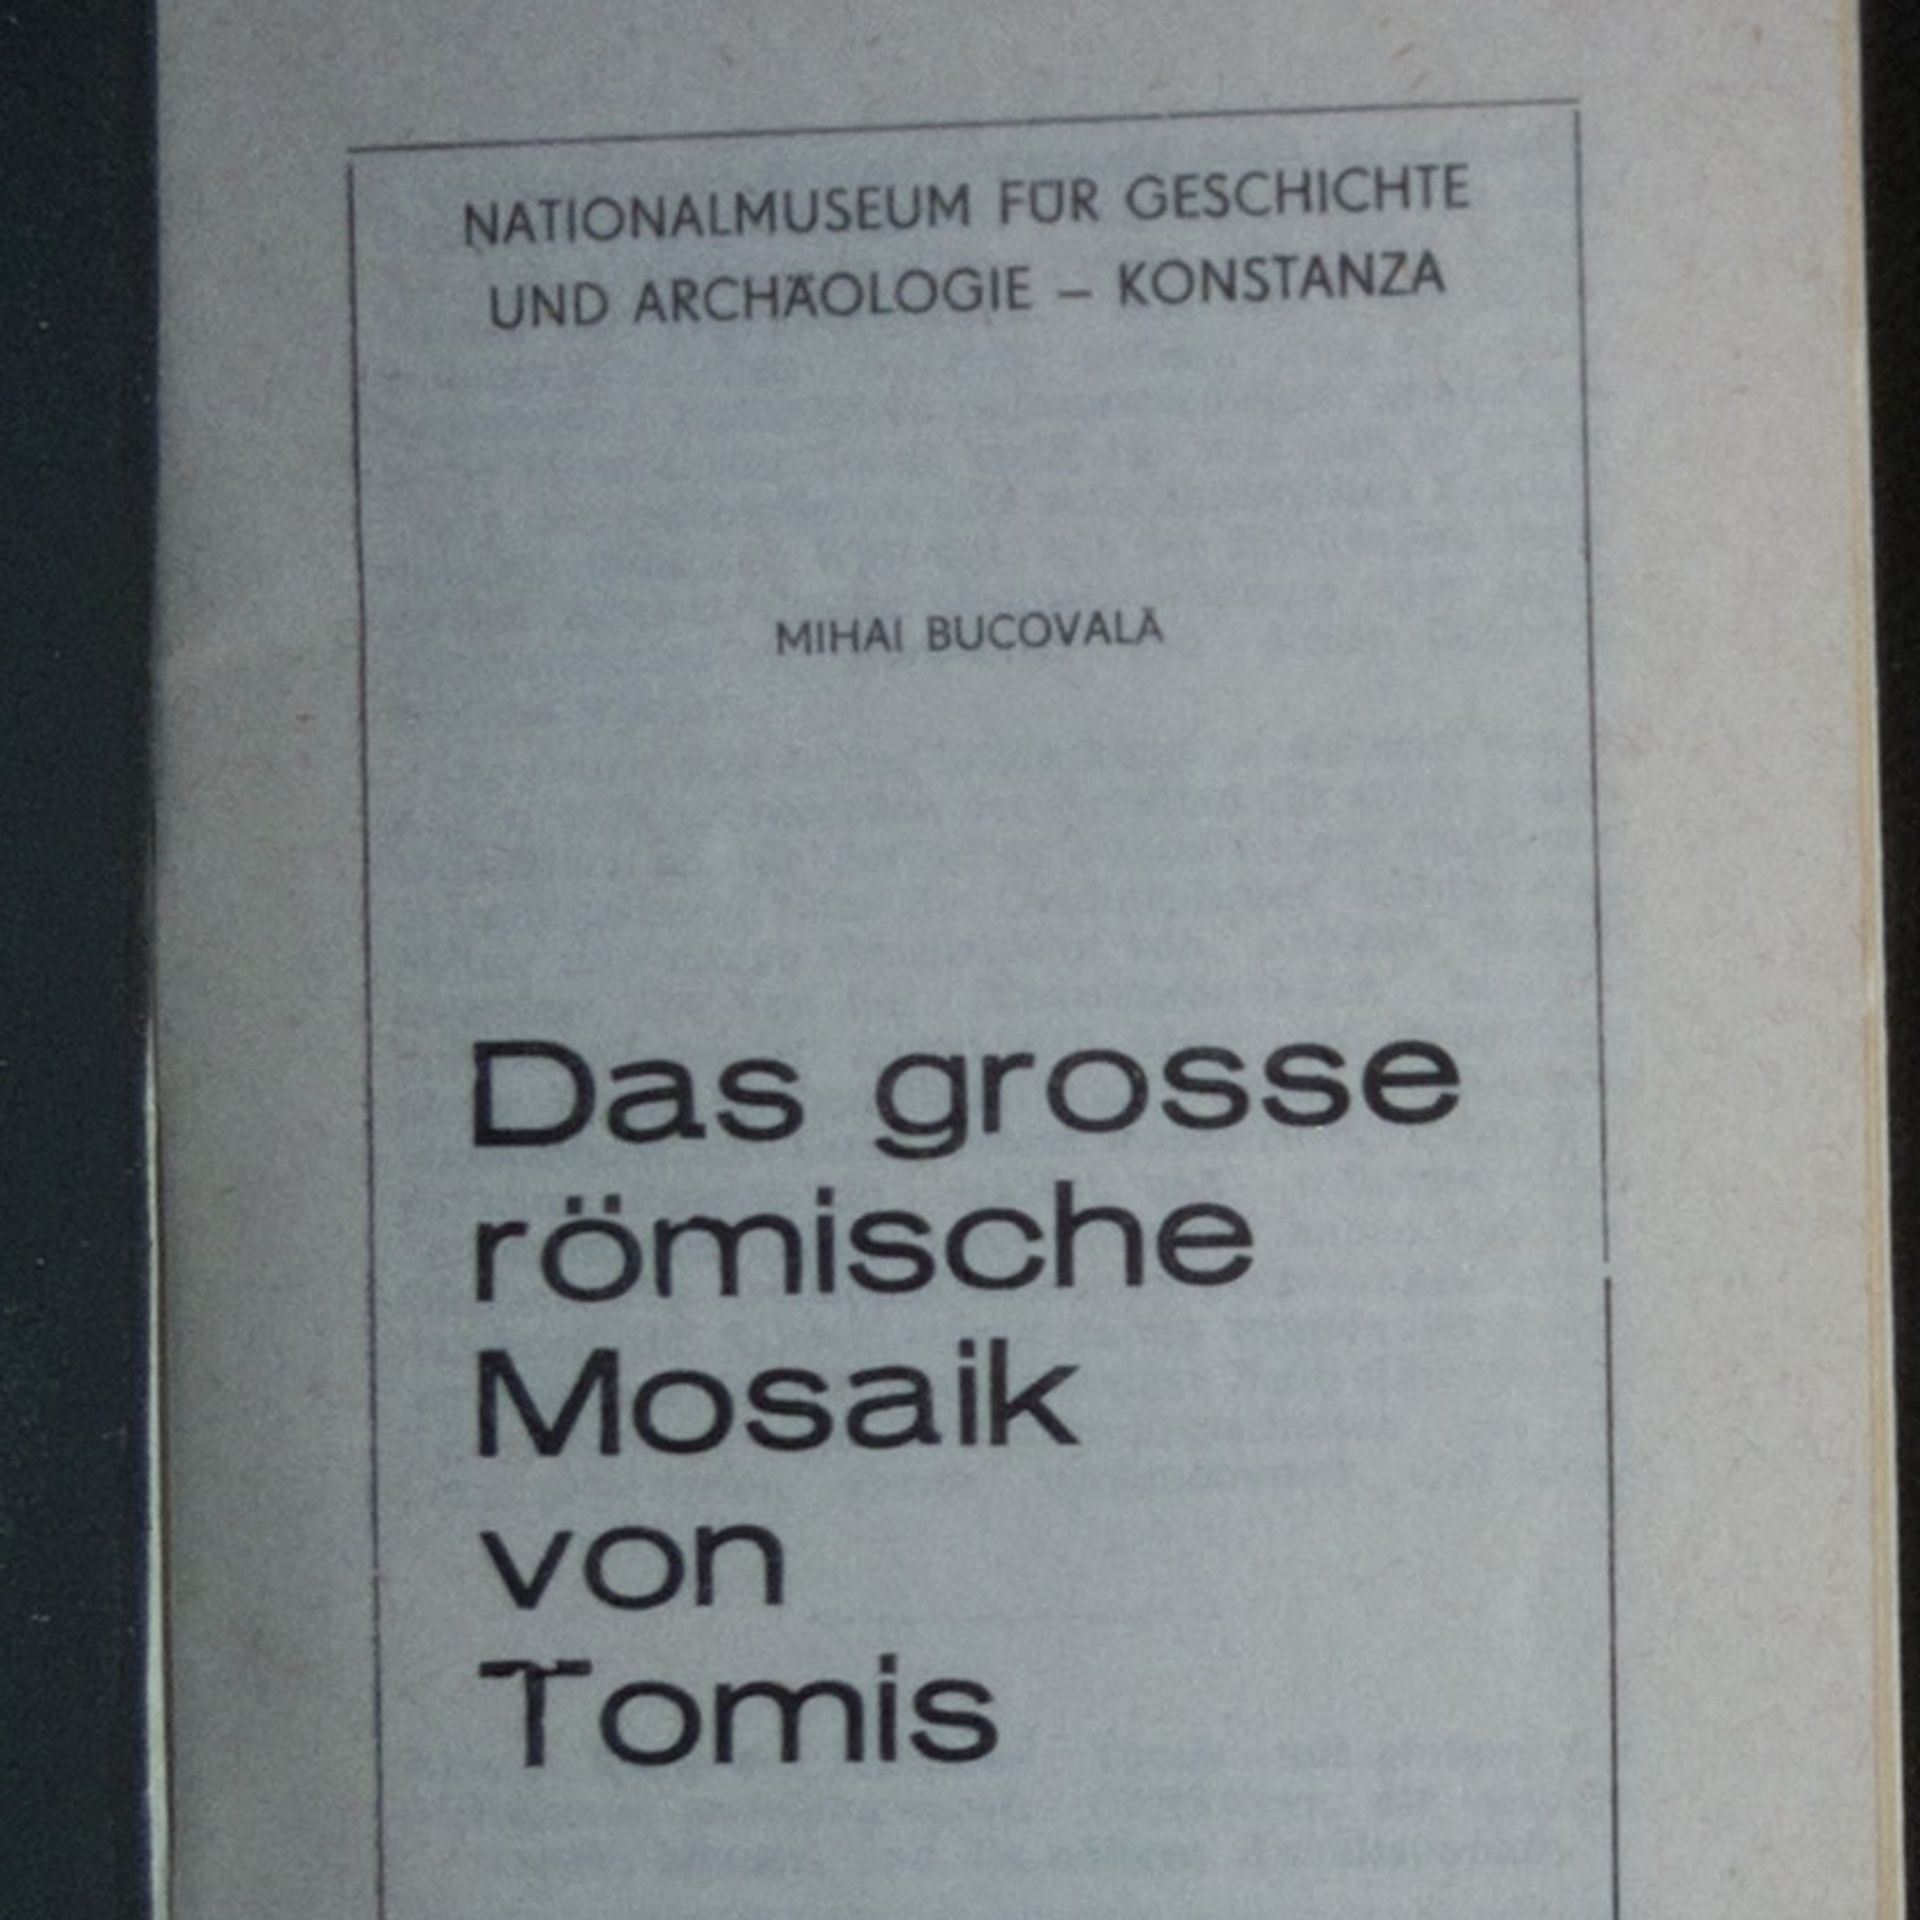 NATIONALMUSEUM FÜR GESCHICHTE
UND ARCHÄOLOGIE – KONSTANZA
MIHAI BUCOVALĂ
Das grosse
römische
Mosaik
von
Tomis